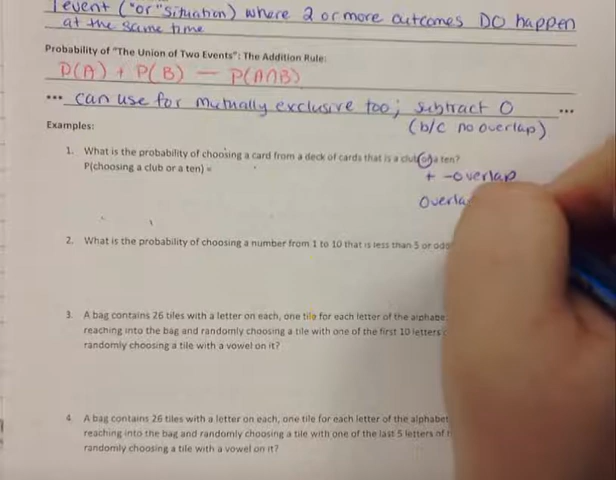 1 event ("or" situation) where 2 or more outcomes DO happen
at the same time
Probability of "The Union of Two Events": The Addition Rule:
P(A) + P(B) — P(A∩B)
••• can use for mutually exclusive too; subtract 0 •••
(b/c no overlap)
Examples:
1. What is the probability of choosing a card from a deck of cards that is a club or a ten?
P(choosing a club or a ten) =
+ -overlap
overla
2. What is the probability of choosing a number from 1 to 10 that is less than 5 or odd
3. A bag contains 26 tiles with a letter on each, one tile for each letter of the alphabe
reaching into the bag and randomly choosing a tile with one of the first 10 letters
randomly choosing a tile with a vowel on it?
4. A bag contains 26 tiles with a letter on each, one tile for each letter of the alphabet
reaching into the bag and randomly choosing a tile with one of the last 5 letters of
randomly choosing a tile with a vowel on it?